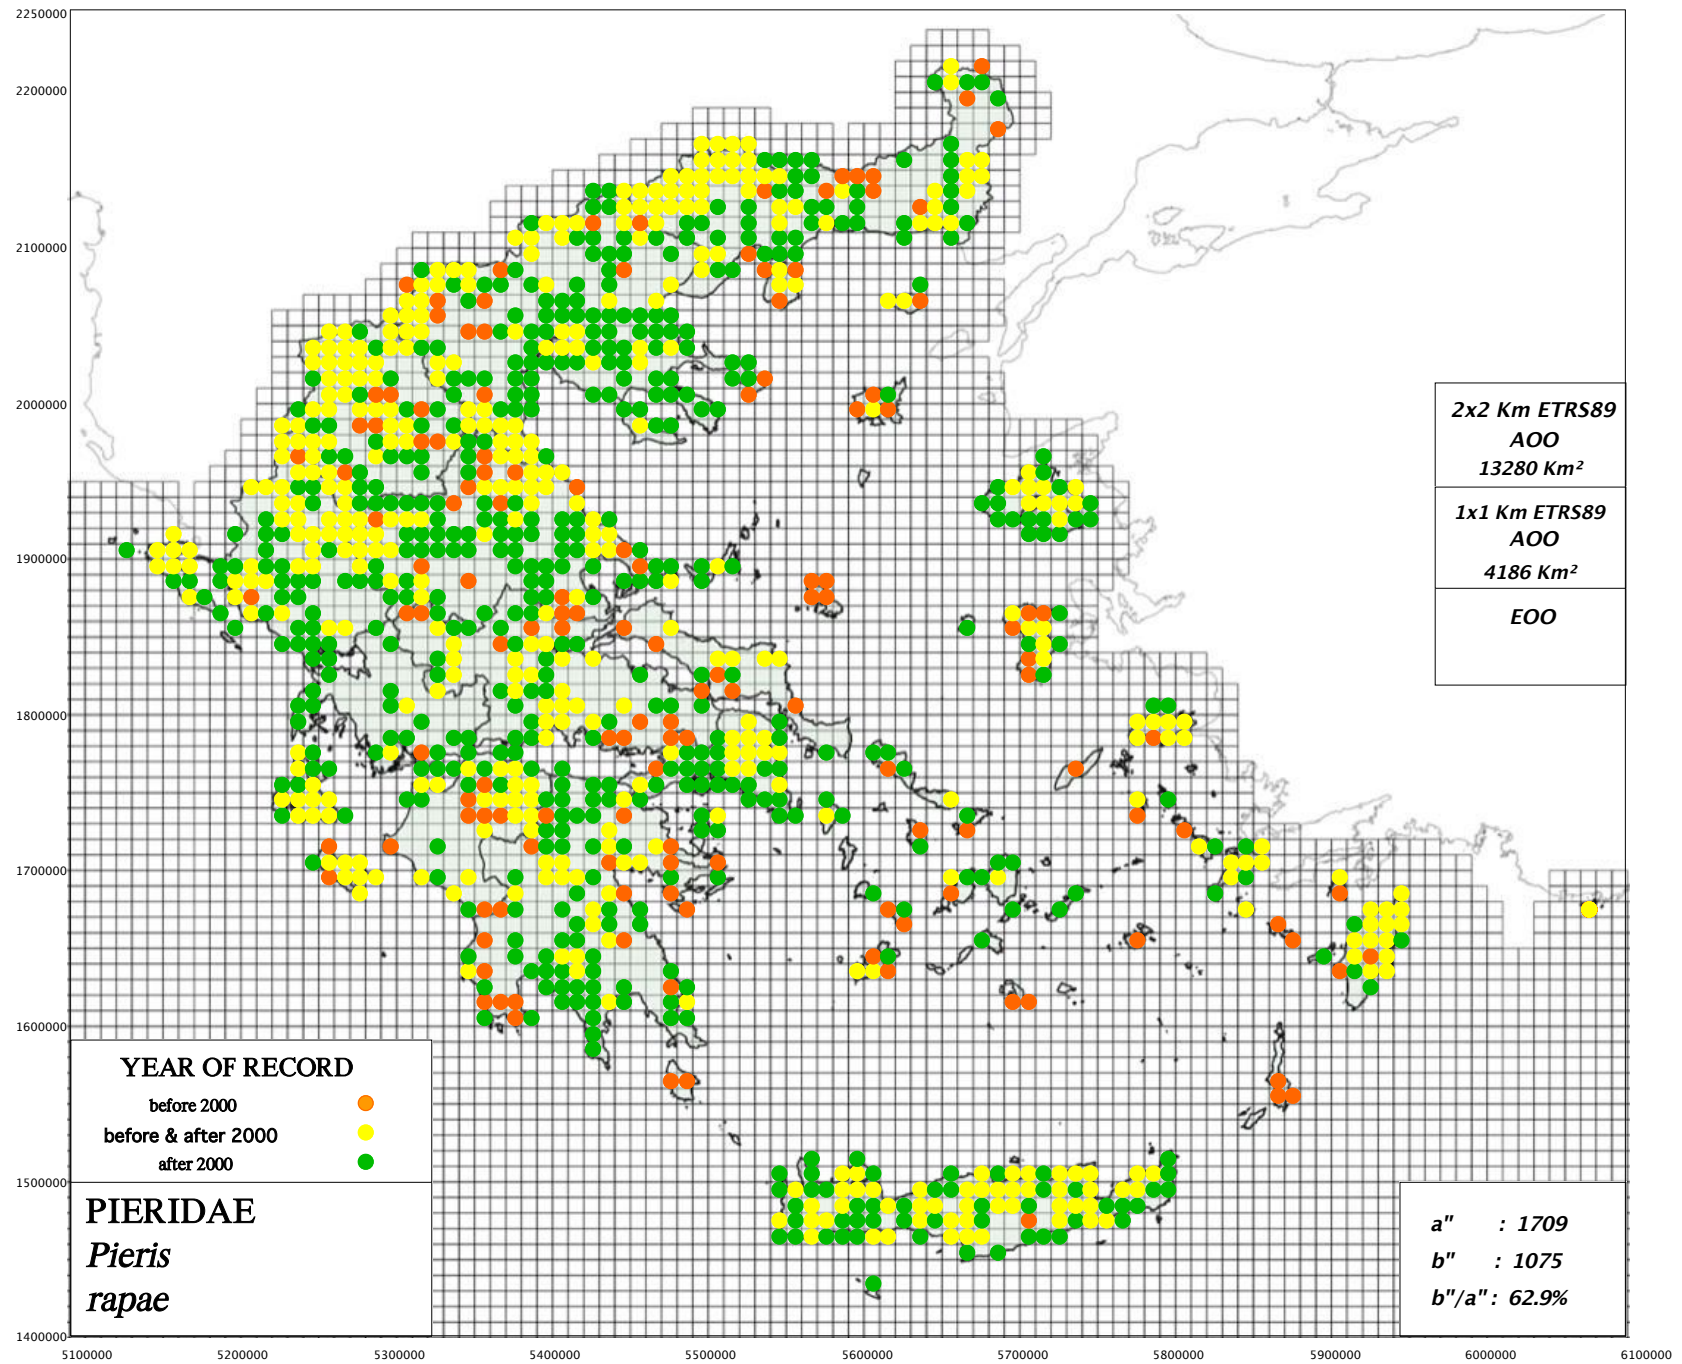 2250000
2200000
2100000
2000000
1900000
1800000
1700000
1600000
1500000
1400000
2x2 Km ETRS89
AOO
13280 Km²
1x1 Km ETRS89
AOO
4186 Km²
EOO
YEAR OF RECORD
before 2000
before & after 2000
after 2000
PIERIDAE
Pieris
rapae
a" : 1709
b" : 1075
b"/a" : 62.9%
5100000 5200000 5300000 5400000 5500000 5600000 5700000 5800000 5900000 6000000 6100000